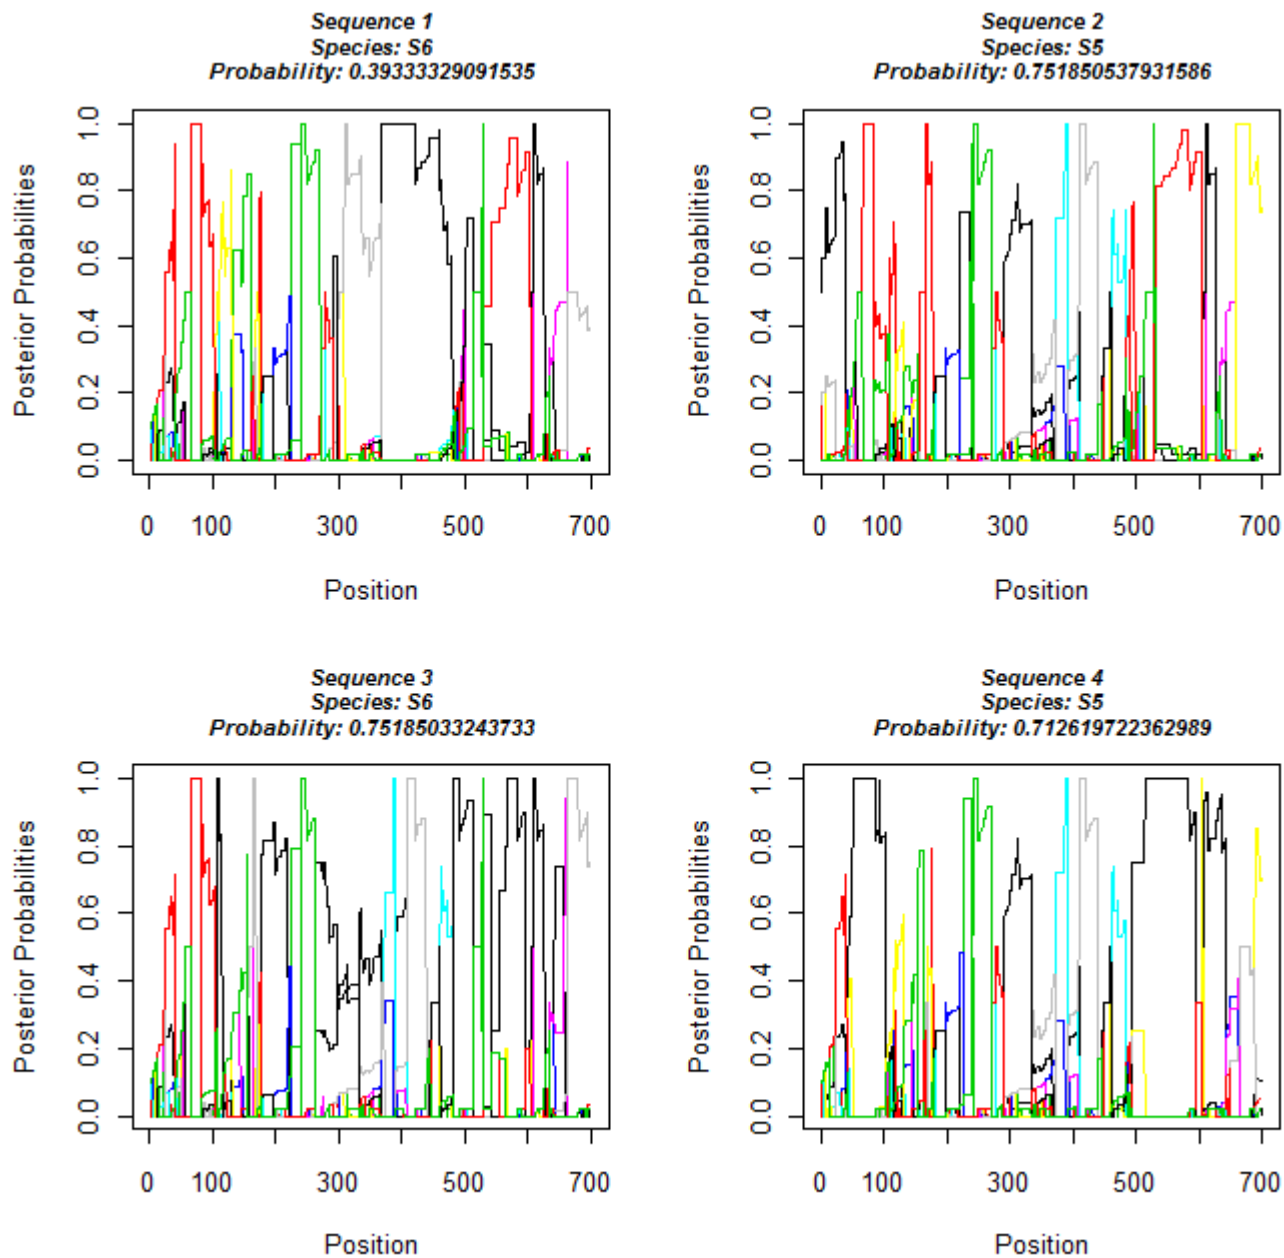 Sequence 1
Species: S6
Probability: 0.39333329091535
Posterior Probabilities
0.0 0.2 0.4 0.6 0.8 1.0
0 100 300 500 700
Position
Sequence 2
Species: S5
Probability: 0.751850537931586
Posterior Probabilities
0.0 0.2 0.4 0.6 0.8 1.0
0 100 300 500 700
Position
Sequence 3
Species: S6
Probability: 0.75185033243733
Posterior Probabilities
0.0 0.2 0.4 0.6 0.8 1.0
0 100 300 500 700
Position
Sequence 4
Species: S5
Probability: 0.712619722362989
Posterior Probabilities
0.0 0.2 0.4 0.6 0.8 1.0
0 100 300 500 700
Position